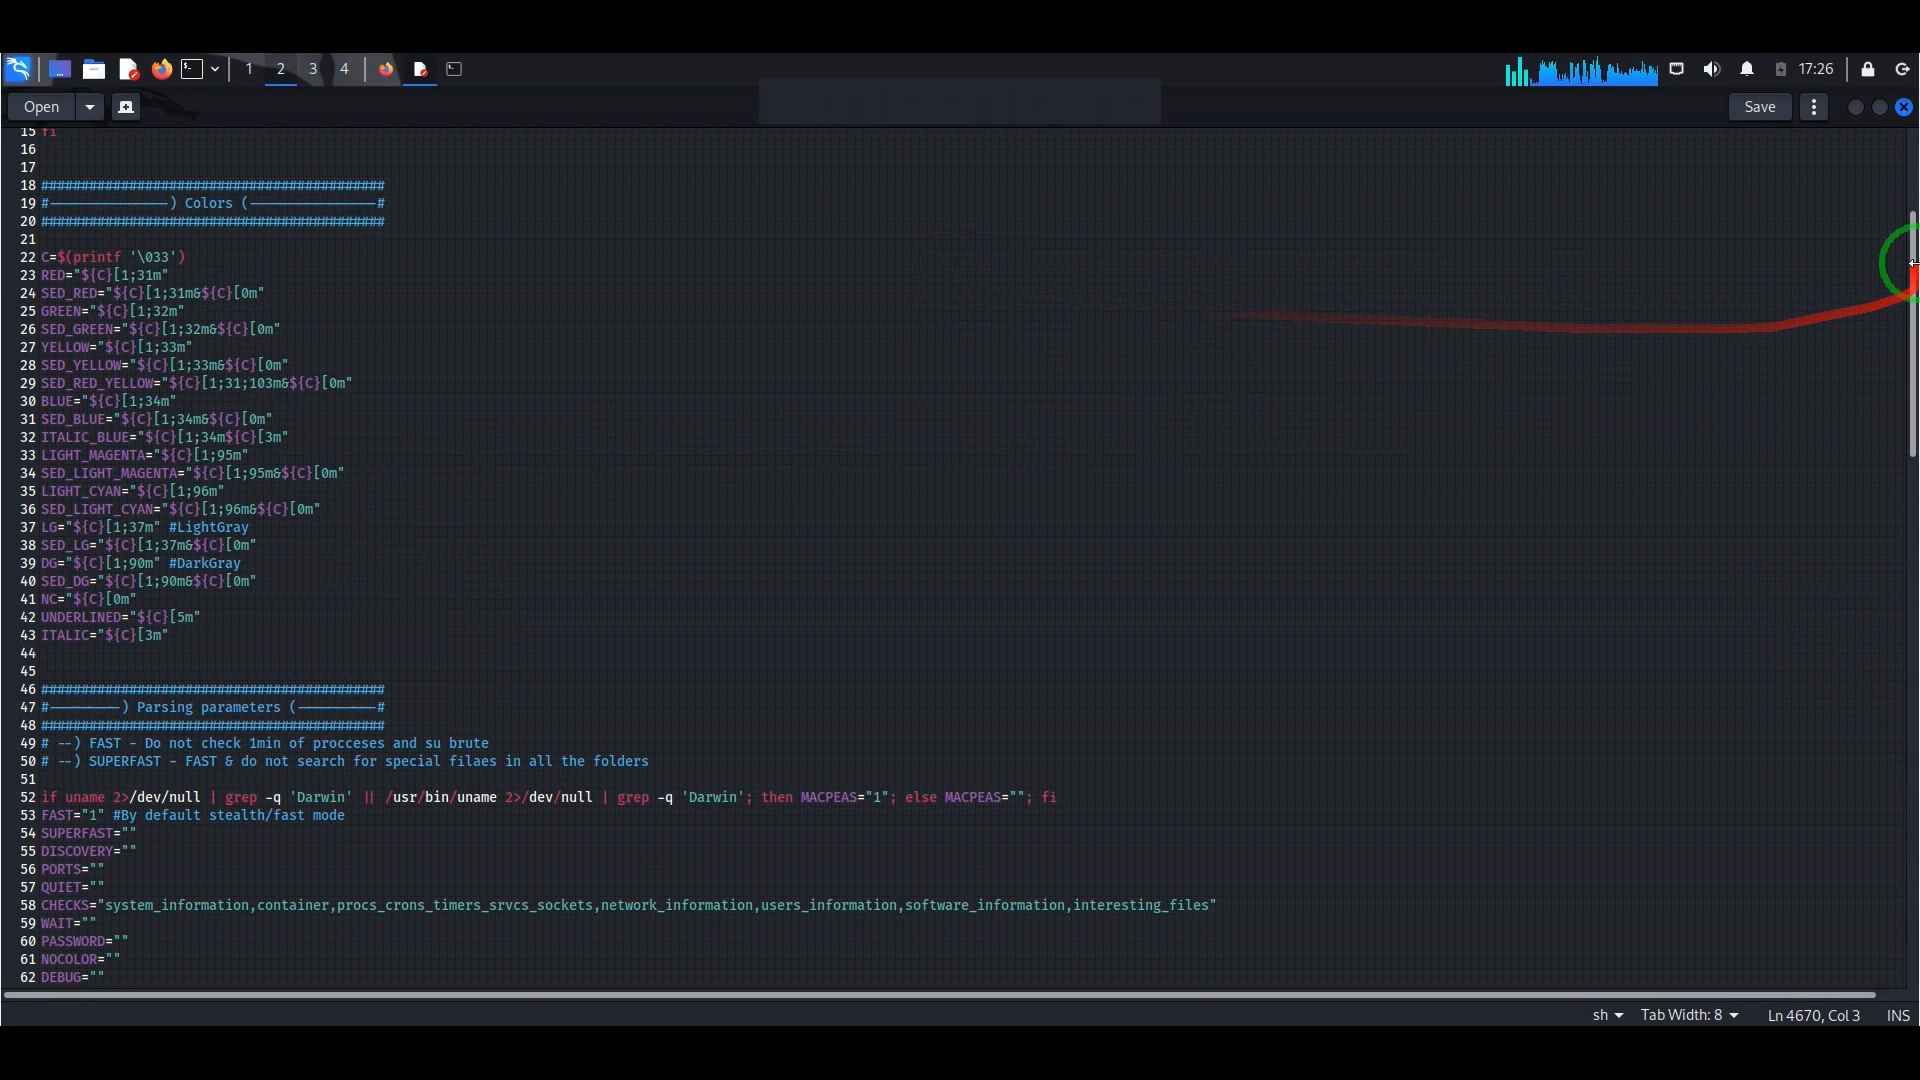 1 2 3 4 17:26
Open Save
15 fi
16
17
18 ###########################################
19 #———————————————) Colors (————————————————#
20 ###########################################
21
22 C=$(printf '\033')
23 RED="${C}[1;31m"
24 SED_RED="${C}[1;31m&${C}[0m"
25 GREEN="${C}[1;32m"
26 SED_GREEN="${C}[1;32m&${C}[0m"
27 YELLOW="${C}[1;33m"
28 SED_YELLOW="${C}[1;33m&${C}[0m"
29 SED_RED_YELLOW="${C}[1;31;103m&${C}[0m"
30 BLUE="${C}[1;34m"
31 SED_BLUE="${C}[1;34m&${C}[0m"
32 ITALIC_BLUE="${C}[1;34m${C}[3m"
33 LIGHT_MAGENTA="${C}[1;95m"
34 SED_LIGHT_MAGENTA="${C}[1;95m&${C}[0m"
35 LIGHT_CYAN="${C}[1;96m"
36 SED_LIGHT_CYAN="${C}[1;96m&${C}[0m"
37 LG="${C}[1;37m" #LightGray
38 SED_LG="${C}[1;37m&${C}[0m"
39 DG="${C}[1;90m" #DarkGray
40 SED_DG="${C}[1;90m&${C}[0m"
41 NC="${C}[0m"
42 UNDERLINED="${C}[5m"
43 ITALIC="${C}[3m"
44
45
46 ###########################################
47 #—————————) Parsing parameters (——————————#
48 ###########################################
49 # --) FAST - Do not check 1min of procceses and su brute
50 # --) SUPERFAST - FAST & do not search for special filaes in all the folders
51
52 if uname 2>/dev/null | grep -q 'Darwin' || /usr/bin/uname 2>/dev/null | grep -q 'Darwin'; then MACPEAS="1"; else MACPEAS=""; fi
53 FAST="1" #By default stealth/fast mode
54 SUPERFAST=""
55 DISCOVERY=""
56 PORTS=""
57 QUIET=""
58 CHECKS="system_information,container,procs_crons_timers_srvcs_sockets,network_information,users_information,software_information,interesting_files"
59 WAIT=""
60 PASSWORD=""
61 NOCOLOR=""
62 DEBUG=""
sh Tab Width: 8 Ln 4670, Col 3 INS